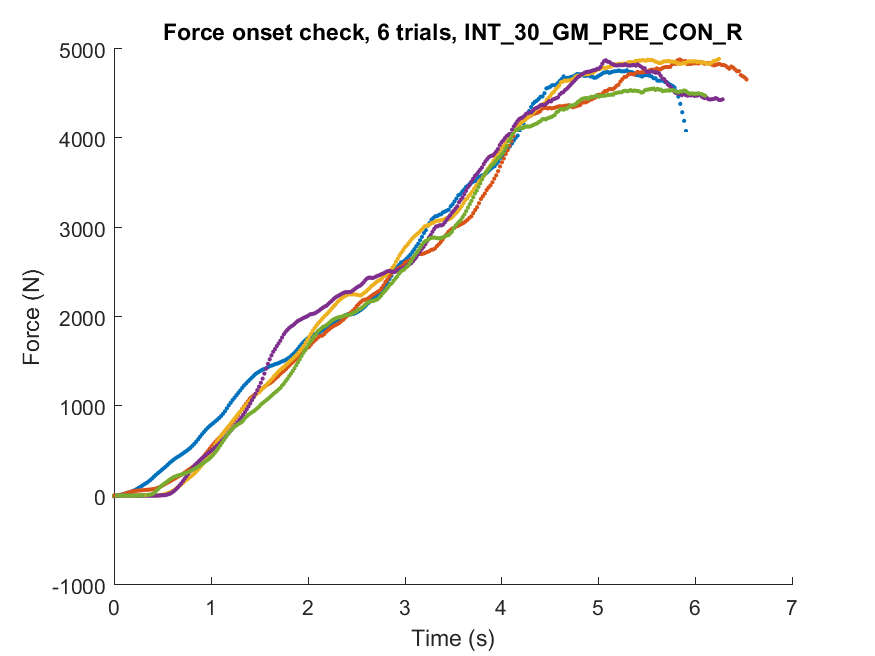 Force onset check, 6 trials, INT_30_GM_PRE_CON_R
5000
4000
3000
2000
1000
0
-1000
Force (N)
0 1 2 3 4 5 6 7
Time (s)